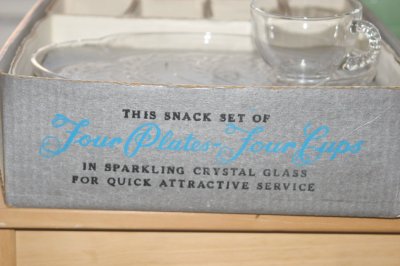 THIS SNACK SET OF
Four Plates - Four Cups
IN SPARKLING CRYSTAL GLASS
FOR QUICK ATTRACTIVE SERVICE